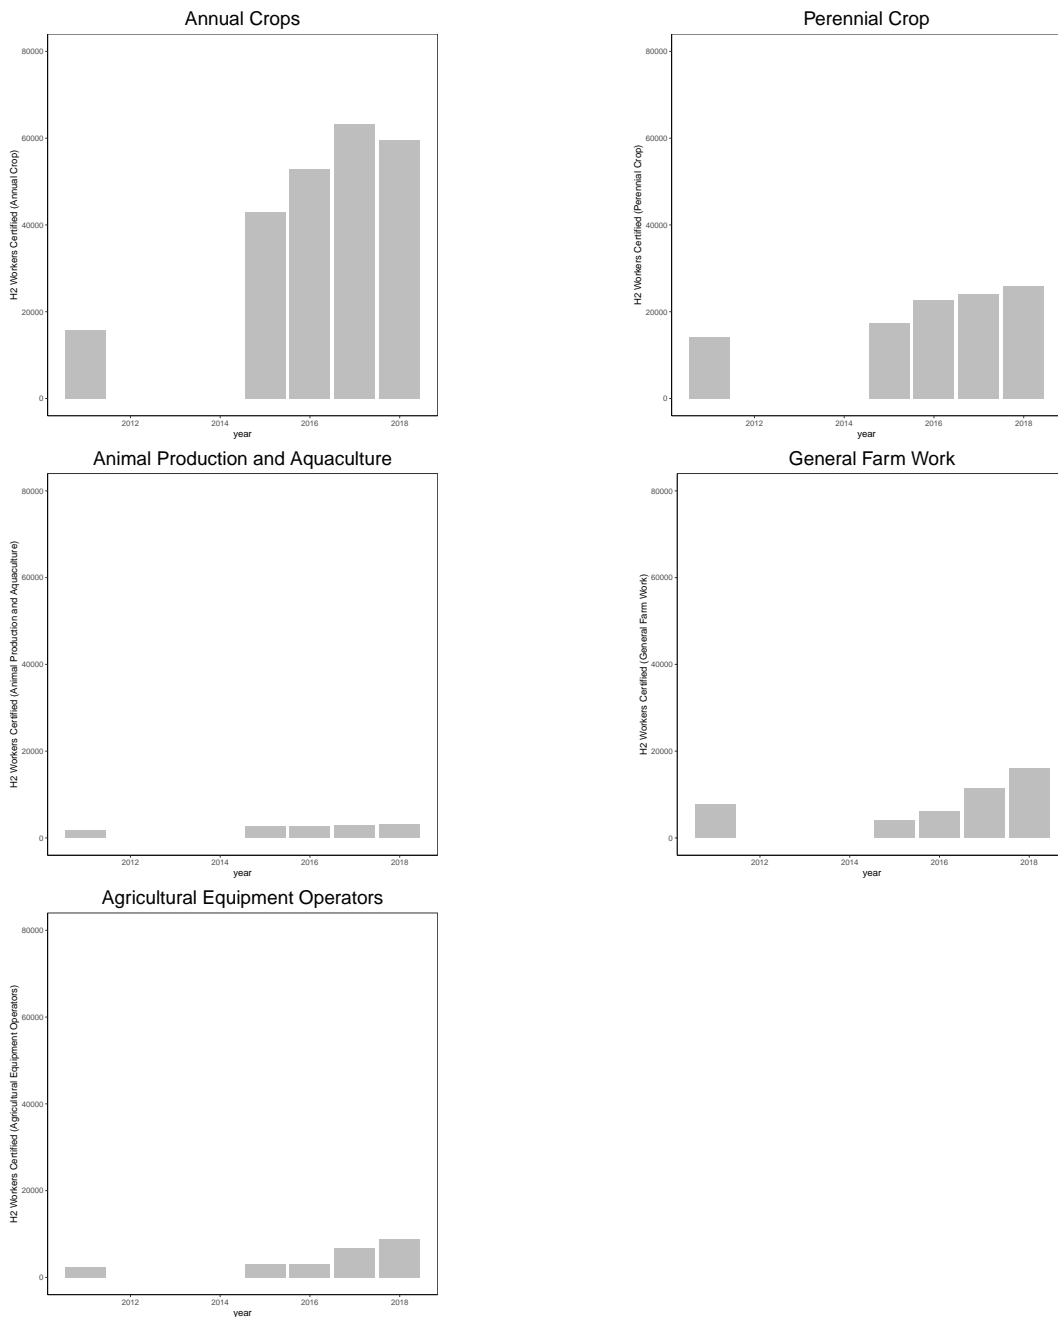 Annual Crops
H2 Workers Certified (Annual Crop)
80000
60000
40000
20000
0
2012 2014 2016 2018
year
Perennial Crop
H2 Workers Certified (Perennial Crop)
80000
60000
40000
20000
0
2012 2014 2016 2018
year
Animal Production and Aquaculture
H2 Workers Certified (Animal Production and Aquaculture)
80000
60000
40000
20000
0
2012 2014 2016 2018
year
General Farm Work
H2 Workers Certified (General Farm Work)
80000
60000
40000
20000
0
2012 2014 2016 2018
year
Agricultural Equipment Operators
H2 Workers Certified (Agricultural Equipment Operators)
80000
60000
40000
20000
0
2012 2014 2016 2018
year